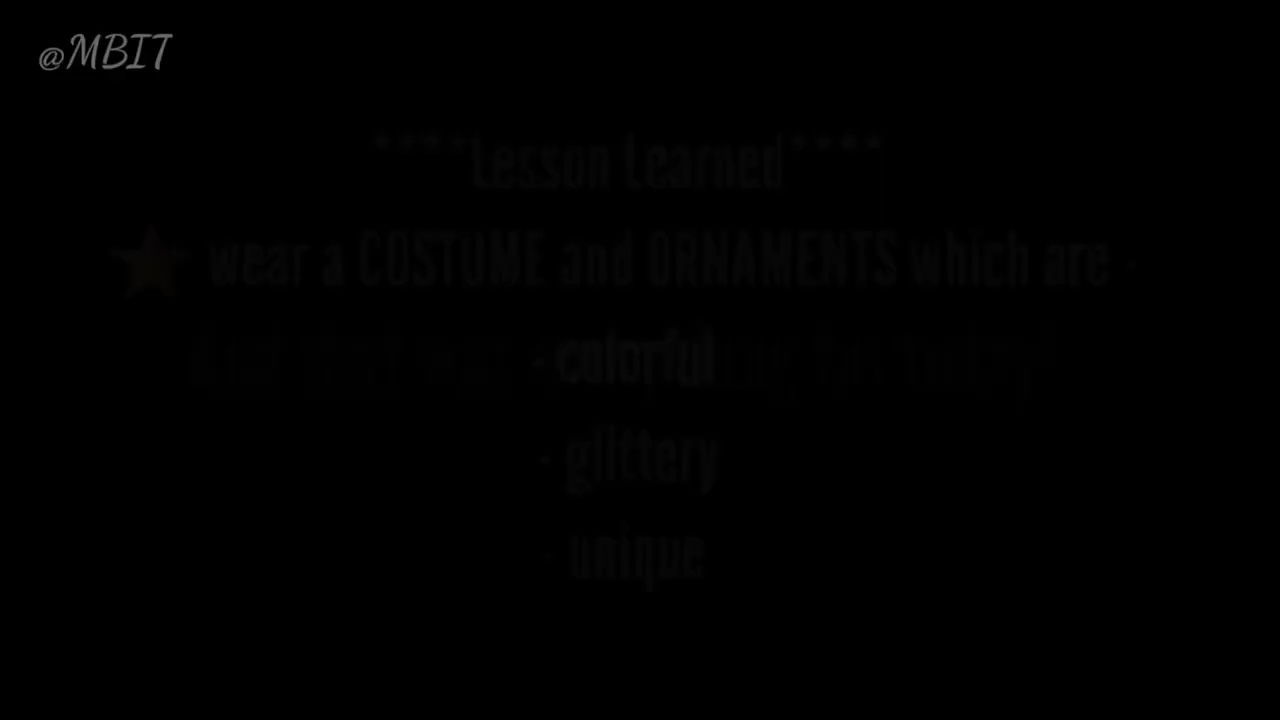 @MBIT
****Lesson Learned****
⭐ wear a COSTUME and ORNAMENTS which are -
- colorful
- glittery
- unique